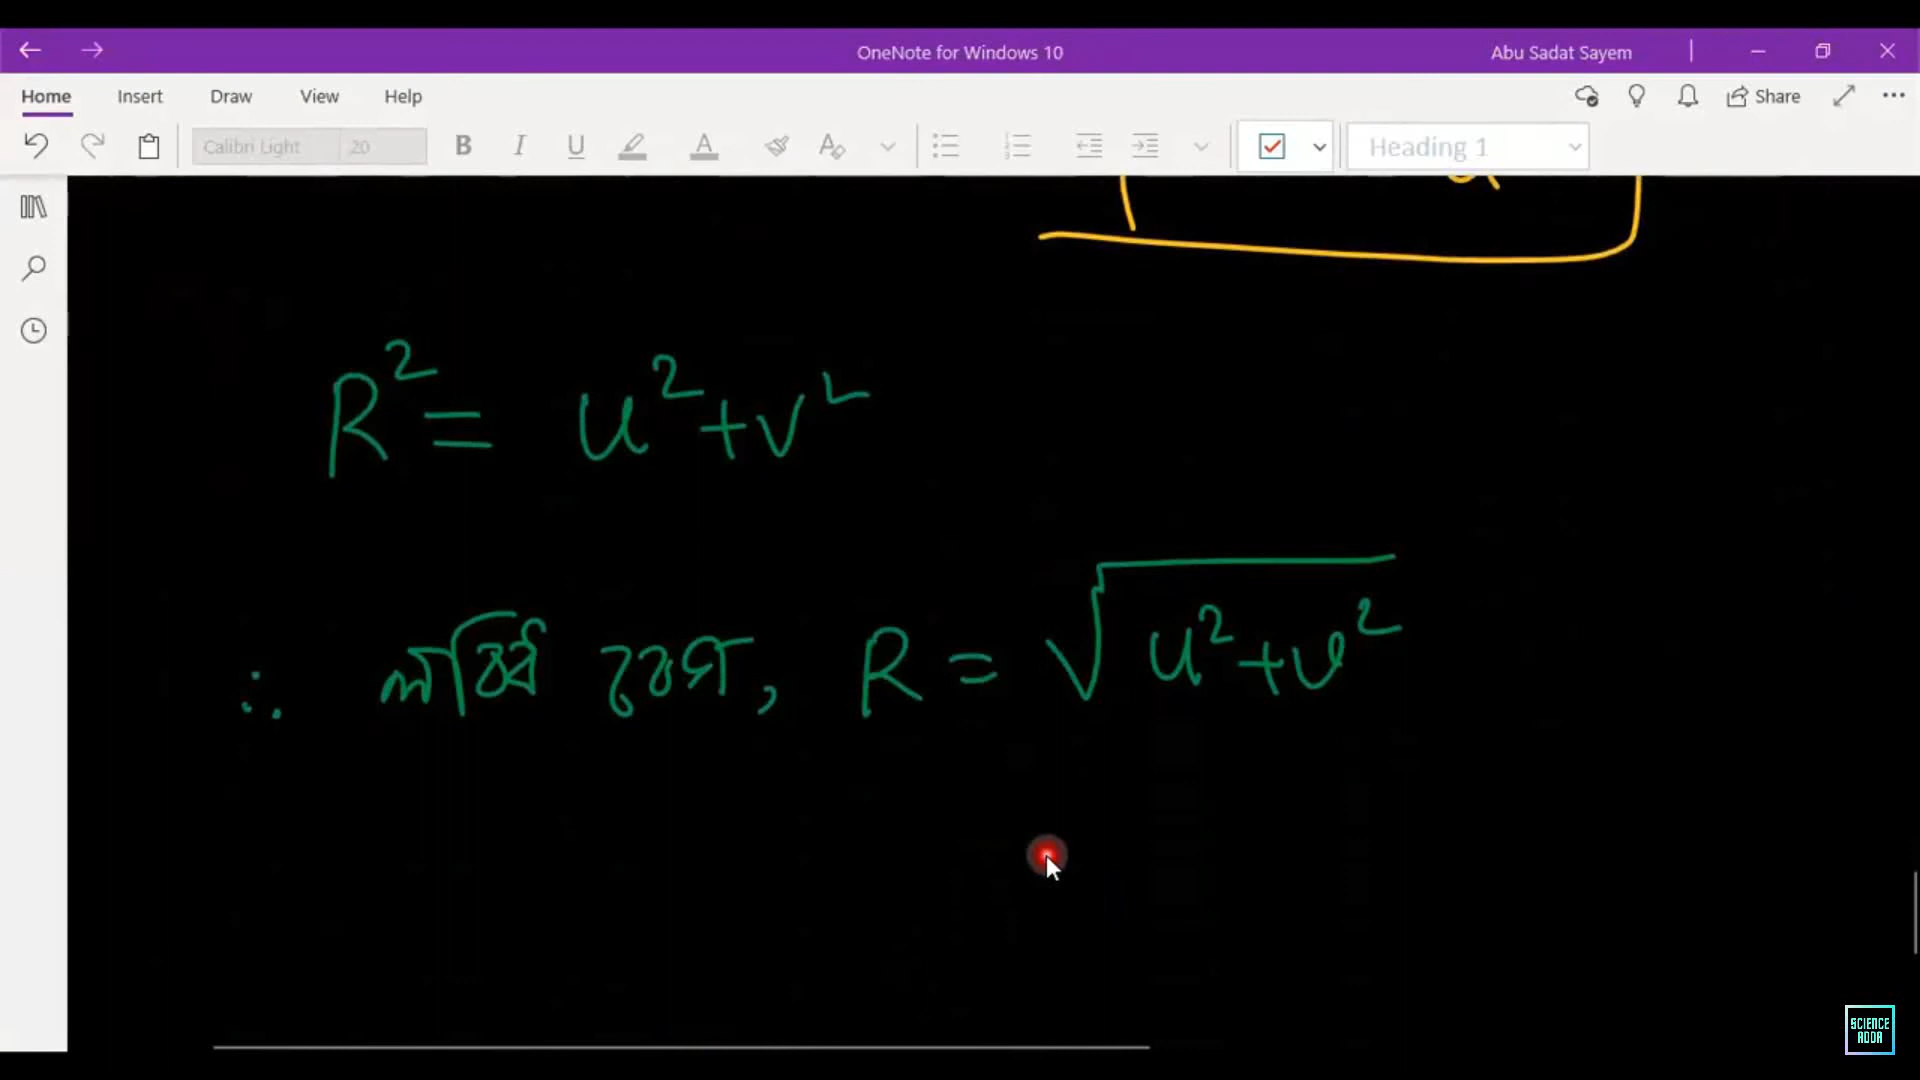 OneNote for Windows 10
Abu Sadat Sayem
Home Insert Draw View Help
Share
Calibri Light 20 B I U A A Heading 1
R² = u² + v²
∴ লব্ধি বেগ, R = √(u² + v²)
SCIENCE
ADDA